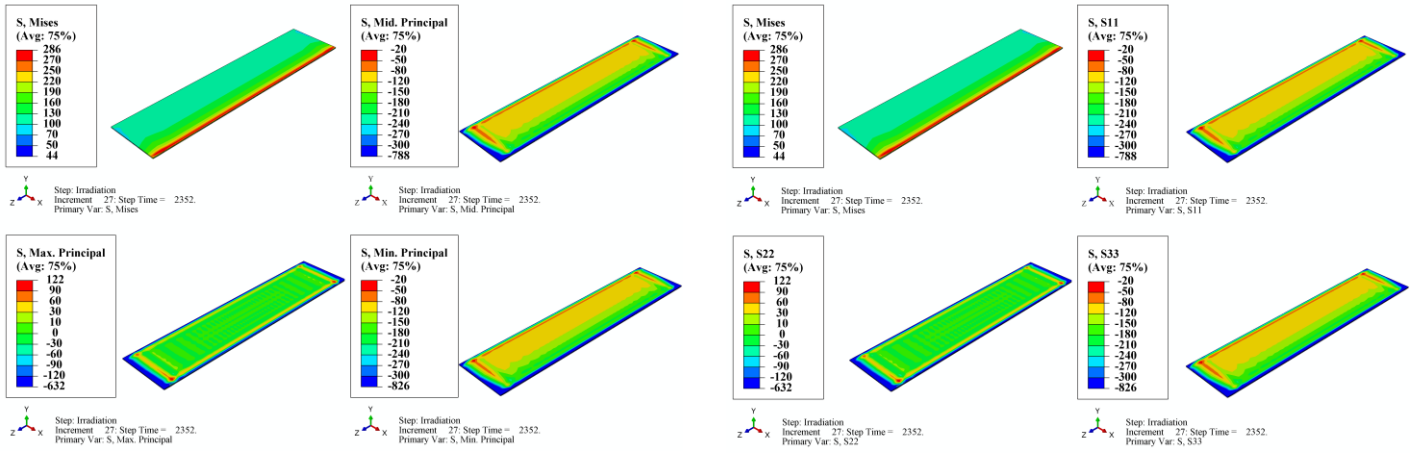 S, Mises
(Avg: 75%)
286
270
250
220
190
160
130
100
70
50
44
Y
Z
X
Step: Irradiation
Increment 27: Step Time = 2352.
Primary Var: S, Mises
S, Mid. Principal
(Avg: 75%)
-20
-50
-80
-120
-150
-180
-210
-240
-270
-300
-788
Y
Z
X
Step: Irradiation
Increment 27: Step Time = 2352.
Primary Var: S, Mid. Principal
S, Mises
(Avg: 75%)
286
270
250
220
190
160
130
100
70
50
44
Y
Z
X
Step: Irradiation
Increment 27: Step Time = 2352.
Primary Var: S, Mises
S, S11
(Avg: 75%)
-20
-50
-80
-120
-150
-180
-210
-240
-270
-300
-788
Y
Z
X
Step: Irradiation
Increment 27: Step Time = 2352.
Primary Var: S, S11
S, Max. Principal
(Avg: 75%)
122
90
60
30
10
0
-30
-60
-90
-120
-632
Y
Z
X
Step: Irradiation
Increment 27: Step Time = 2352.
Primary Var: S, Max. Principal
S, Min. Principal
(Avg: 75%)
-20
-50
-80
-120
-150
-180
-210
-240
-270
-300
-826
Y
Z
X
Step: Irradiation
Increment 27: Step Time = 2352.
Primary Var: S, Min. Principal
S, S22
(Avg: 75%)
122
90
60
30
10
0
-30
-60
-90
-120
-632
Y
Z
X
Step: Irradiation
Increment 27: Step Time = 2352.
Primary Var: S, S22
S, S33
(Avg: 75%)
-20
-50
-80
-120
-150
-180
-210
-240
-270
-300
-826
Y
Z
X
Step: Irradiation
Increment 27: Step Time = 2352.
Primary Var: S, S33